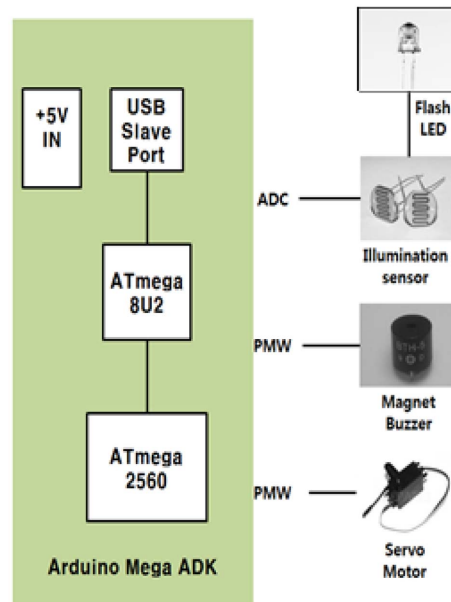 +5V
IN
USB
Slave
Port
ATmega
8U2
ATmega
2560
Arduino Mega ADK
Flash
LED
ADC
Illumination
sensor
PMW
Magnet
Buzzer
PMW
Servo
Motor